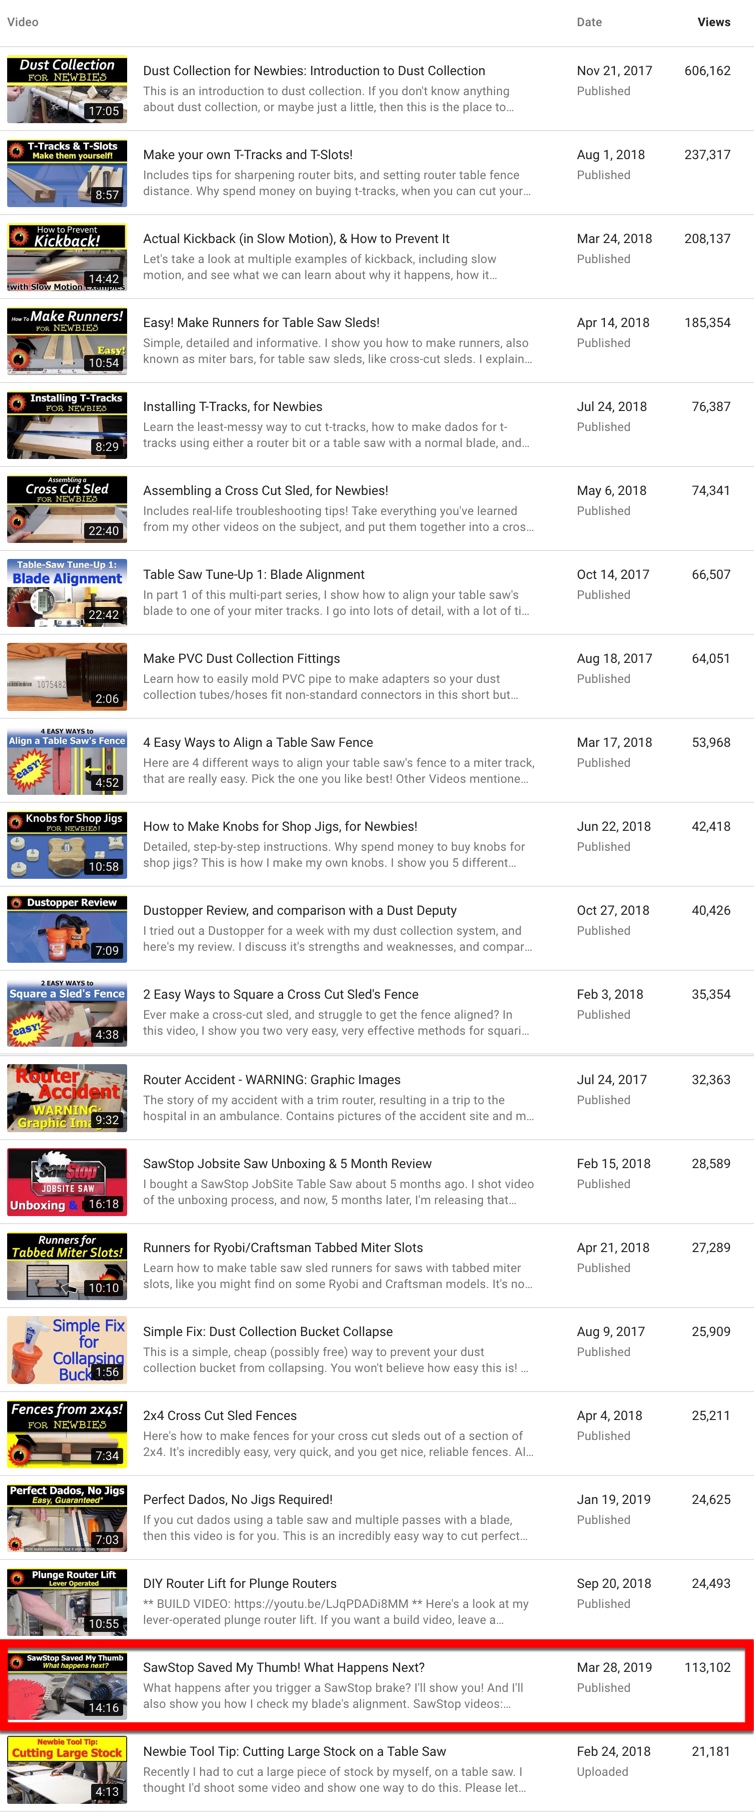 Video Date Views
Dust Collection
FOR NEWBIES
17:05
Dust Collection for Newbies: Introduction to Dust Collection
Nov 21, 2017
606,162
This is an introduction to dust collection. If you don't know anything
Published
about dust collection, or maybe just a little, then this is the place to…
T-Tracks & T-Slots
Make them yourself!
8:57
Make your own T-Tracks and T-Slots!
Aug 1, 2018
237,317
Includes tips for sharpening router bits, and setting router table fence
Published
distance. Why spend money on buying t-tracks, when you can cut your…
How to Prevent
Kickback!
14:42
with Slow Motion Examples
Actual Kickback (in Slow Motion), & How to Prevent It
Mar 24, 2018
208,137
Let's take a look at multiple examples of kickback, including slow
Published
motion, and see what we can learn about why it happens, how it…
How To Make Runners!
FOR NEWBIES
Easy!
10:54
Easy! Make Runners for Table Saw Sleds!
Apr 14, 2018
185,354
Simple, detailed and informative. I show you how to make runners, also
Published
known as miter bars, for table saw sleds, like cross-cut sleds. I explain…
Installing T-Tracks
FOR NEWBIES
8:29
Installing T-Tracks, for Newbies
Jul 24, 2018
76,387
Learn the least-messy way to cut t-tracks, how to make dados for t-
Published
tracks using either a router bit or a table saw with a normal blade, and…
Assembling a
Cross Cut Sled
FOR NEWBIES
22:40
Assembling a Cross Cut Sled, for Newbies!
May 6, 2018
74,341
Includes real-life troubleshooting tips! Take everything you've learned
Published
from my other videos on the subject, and put them together into a cros…
Table-Saw Tune-Up 1:
Blade Alignment
22:42
Table Saw Tune-Up 1: Blade Alignment
Oct 14, 2017
66,507
In part 1 of this multi-part series, I show how to align your table saw's
Published
blade to one of your miter tracks. I go into lots of detail, with a lot of ti…
1075482
2:06
Make PVC Dust Collection Fittings
Aug 18, 2017
64,051
Learn how to easily mold PVC pipe to make adapters so your dust
Published
collection tubes/hoses fit non-standard connectors in this short but…
4 EASY WAYS to
Align a Table Saw's Fence
easy!
4:52
4 Easy Ways to Align a Table Saw Fence
Mar 17, 2018
53,968
Here are 4 different ways to align your table saw's fence to a miter track,
Published
that are really easy. Pick the one you like best! Other Videos mentione…
Knobs for Shop Jigs
FOR NEWBIES!
10:58
How to Make Knobs for Shop Jigs, for Newbies!
Jun 22, 2018
42,418
Detailed, step-by-step instructions. Why spend money to buy knobs for
Published
shop jigs? This is how I make my own knobs. I show you 5 different…
Dustopper Review
7:09
Dustopper Review, and comparison with a Dust Deputy
Oct 27, 2018
40,426
I tried out a Dustopper for a week with my dust collection system, and
Published
here's my review. I discuss it's strengths and weaknesses, and compar…
2 EASY WAYS to
Square a Sled's Fence
easy!
4:38
2 Easy Ways to Square a Cross Cut Sled's Fence
Feb 3, 2018
35,354
Ever make a cross-cut sled, and struggle to get the fence aligned? In
Published
this video, I show you two very easy, very effective methods for squari…
Router
Accident
WARNING:
Graphic Ima
9:32
Router Accident - WARNING: Graphic Images
Jul 24, 2017
32,363
The story of my accident with a trim router, resulting in a trip to the
Published
hospital in an ambulance. Contains pictures of the accident site and m…
SawStop
JOBSITE SAW
Unboxing &
16:18
SawStop Jobsite Saw Unboxing & 5 Month Review
Feb 15, 2018
28,589
I bought a SawStop JobSite Table Saw about 5 months ago. I shot video
Published
of the unboxing process, and now, 5 months later, I'm releasing that…
Runners for
Tabbed Miter Slots!
10:10
Runners for Ryobi/Craftsman Tabbed Miter Slots
Apr 21, 2018
27,289
Learn how to make table saw sled runners for saws with tabbed miter
Published
slots, like you might find on some Ryobi and Craftsman models. It's no…
Simple Fix
for
Collapsing
Buck
1:56
Simple Fix: Dust Collection Bucket Collapse
Aug 9, 2017
25,909
This is a simple, cheap (possibly free) way to prevent your dust
Published
collection bucket from collapsing. You won't believe how easy this is! …
Fences from 2x4s!
FOR NEWBIES
7:34
2x4 Cross Cut Sled Fences
Apr 4, 2018
25,211
Here's how to make fences for your cross cut sleds out of a section of
Published
2x4. It's incredibly easy, very quick, and you get nice, reliable fences. Al…
Perfect Dados, No Jigs
Easy, Guaranteed*
7:03
Perfect Dados, No Jigs Required!
Jan 19, 2019
24,625
If you cut dados using a table saw and multiple passes with a blade,
Published
then this video is for you. This is an incredibly easy way to cut perfect…
Plunge Router Lift
Lever Operated
10:55
DIY Router Lift for Plunge Routers
Sep 20, 2018
24,493
** BUILD VIDEO: https://youtu.be/LJqPDADi8MM ** Here's a look at my
Published
lever-operated plunge router lift. If you want a build video, leave a…
SawStop Saved My Thumb
What happens next?
14:16
SawStop Saved My Thumb! What Happens Next?
Mar 28, 2019
113,102
What happens after you trigger a SawStop brake? I'll show you! And I'll
Published
also show you how I check my blade's alignment. SawStop videos:…
Newbie Tool Tip:
Cutting Large Stock
4:13
Newbie Tool Tip: Cutting Large Stock on a Table Saw
Feb 24, 2018
21,181
Recently I had to cut a large piece of stock by myself, on a table saw. I
Uploaded
thought I'd shoot some video and show one way to do this. Please let…